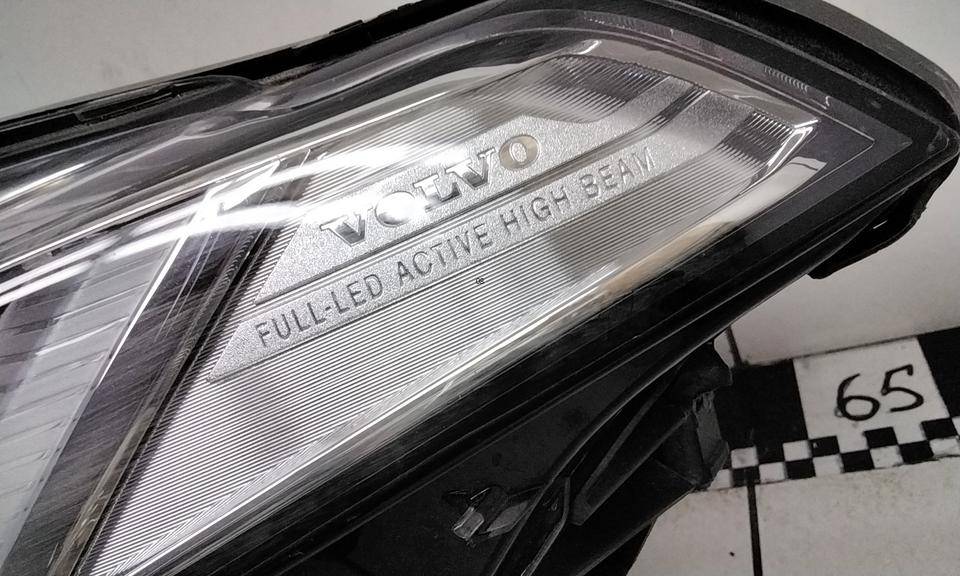 VOLVO
FULL-LED ACTIVE HIGH BEAM
65